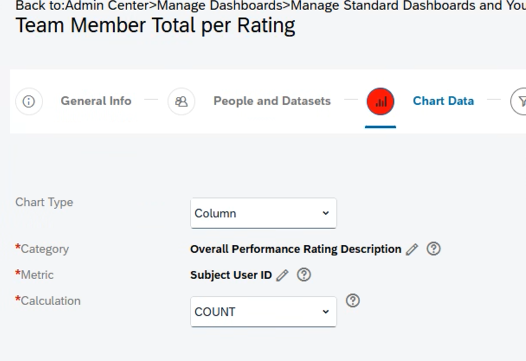 Back to:Admin Center>Manage Dashboards>Manage Standard Dashboards and You
Team Member Total per Rating
General Info
People and Datasets
Chart Data
Chart Type
Column
*Category
Overall Performance Rating Description
*Metric
Subject User ID
*Calculation
COUNT